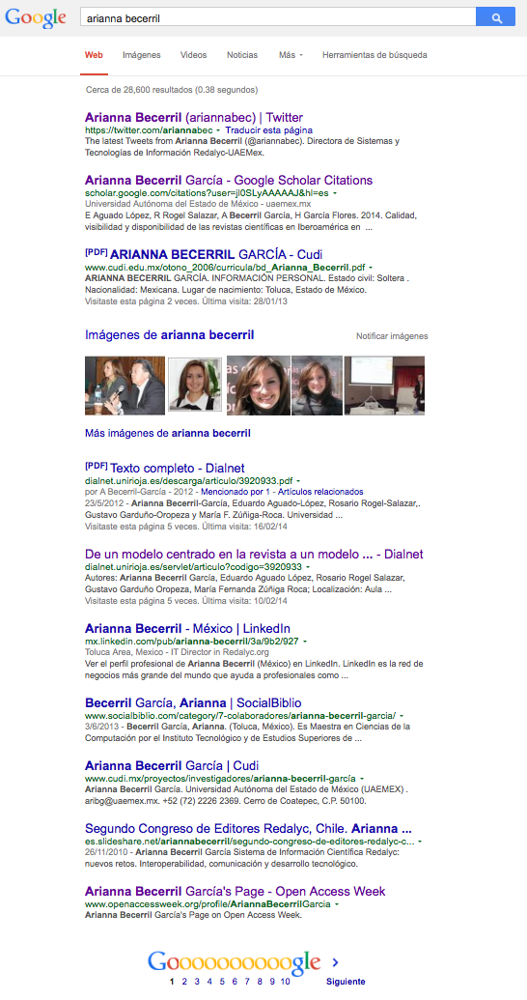 Google
arianna becerril
Web Imágenes Videos Noticias Más Herramientas de búsqueda
Cerca de 28,600 resultados (0.38 segundos)
Arianna Becerril (ariannabec) | Twitter
https://twitter.com/ariannabec Traducir esta página
The latest Tweets from Arianna Becerril (@ariannabec). Directora de Sistemas y
Tecnologías de Información Redalyc-UAEMex.
Arianna Becerril García - Google Scholar Citations
scholar.google.com/citations?user=jl0SLyAAAAAJ&hl=es
Universidad Autónoma del Estado de México - uaemex.mx
E Aguado López, R Rogel Salazar, A Becerril García, H García Flores. 2014. Calidad,
visibilidad y disponibilidad de las revistas científicas en Iberoamérica en ...
[PDF] ARIANNA BECERRIL GARCÍA - Cudi
www.cudi.edu.mx/otono_2006/curricula/bd_Arianna_Becerril.pdf
ARIANNA BECERRIL GARCÍA. INFORMACIÓN PERSONAL. Estado civil: Soltera .
Nacionalidad: Mexicana. Lugar de nacimiento: Toluca, Estado de México.
Visitaste esta página 2 veces. Última visita: 28/01/13
Imágenes de arianna becerril Notificar imágenes
Más imágenes de arianna becerril
[PDF] Texto completo - Dialnet
dialnet.unirioja.es/descarga/articulo/3920933.pdf
por A Becerril-García - 2012 - Mencionado por 1 - Artículos relacionados
23/5/2012 - Arianna Becerril-García, Eduardo Aguado-López, Rosario Rogel-Salazar,.
Gustavo Garduño-Oropeza y María F. Zúñiga-Roca. Universidad ...
Visitaste esta página 5 veces. Última visita: 16/02/14
De un modelo centrado en la revista a un modelo ... - Dialnet
dialnet.unirioja.es/servlet/articulo?codigo=3920933
Autores: Arianna Becerril García, Eduardo Aguado López, Rosario Rogel Salazar,
Gustavo Garduño Oropeza, María Fernanda Zúñiga Roca; Localización: Aula ...
Visitaste esta página 5 veces. Última visita: 10/02/14
Arianna Becerril - México | LinkedIn
mx.linkedin.com/pub/arianna-becerril/3a/9b2/927
Toluca Area, Mexico - IT Director in Redalyc.org
Ver el perfil profesional de Arianna Becerril (México) en LinkedIn. LinkedIn es la red de
negocios más grande del mundo que ayuda a profesionales como ...
Becerril García, Arianna | SocialBiblio
www.socialbiblio.com/category/7-colaboradores/arianna-becerril-garcia/
3/6/2013 - Becerril García, Arianna. (Toluca, México). Es Maestra en Ciencias de la
Computación por el Instituto Tecnológico y de Estudios Superiores de ...
Arianna Becerril García | Cudi
www.cudi.mx/proyectos/investigadores/arianna-becerril-garcía
Arianna Becerril García. Universidad Autónoma del Estado de México (UAEMEX) .
aribg@uaemex.mx. +52 (72) 2226 2369. Cerro de Coatepec, C.P. 50100.
Segundo Congreso de Editores Redalyc, Chile. Arianna ...
es.slideshare.net/ariannabecerril/segundo-congreso-de-editores-redalyc-c...
26/11/2010 - Arianna Becerril García Sistema de Información Científica Redalyc:
nuevos retos. Interoperabilidad, comunicación y desarrollo tecnológico.
Arianna Becerril García's Page - Open Access Week
www.openaccessweek.org/profile/AriannaBecerrilGarcia
Arianna Becerril García's Page on Open Access Week.
Goooooooooogle >
1 2 3 4 5 6 7 8 9 10 Siguiente